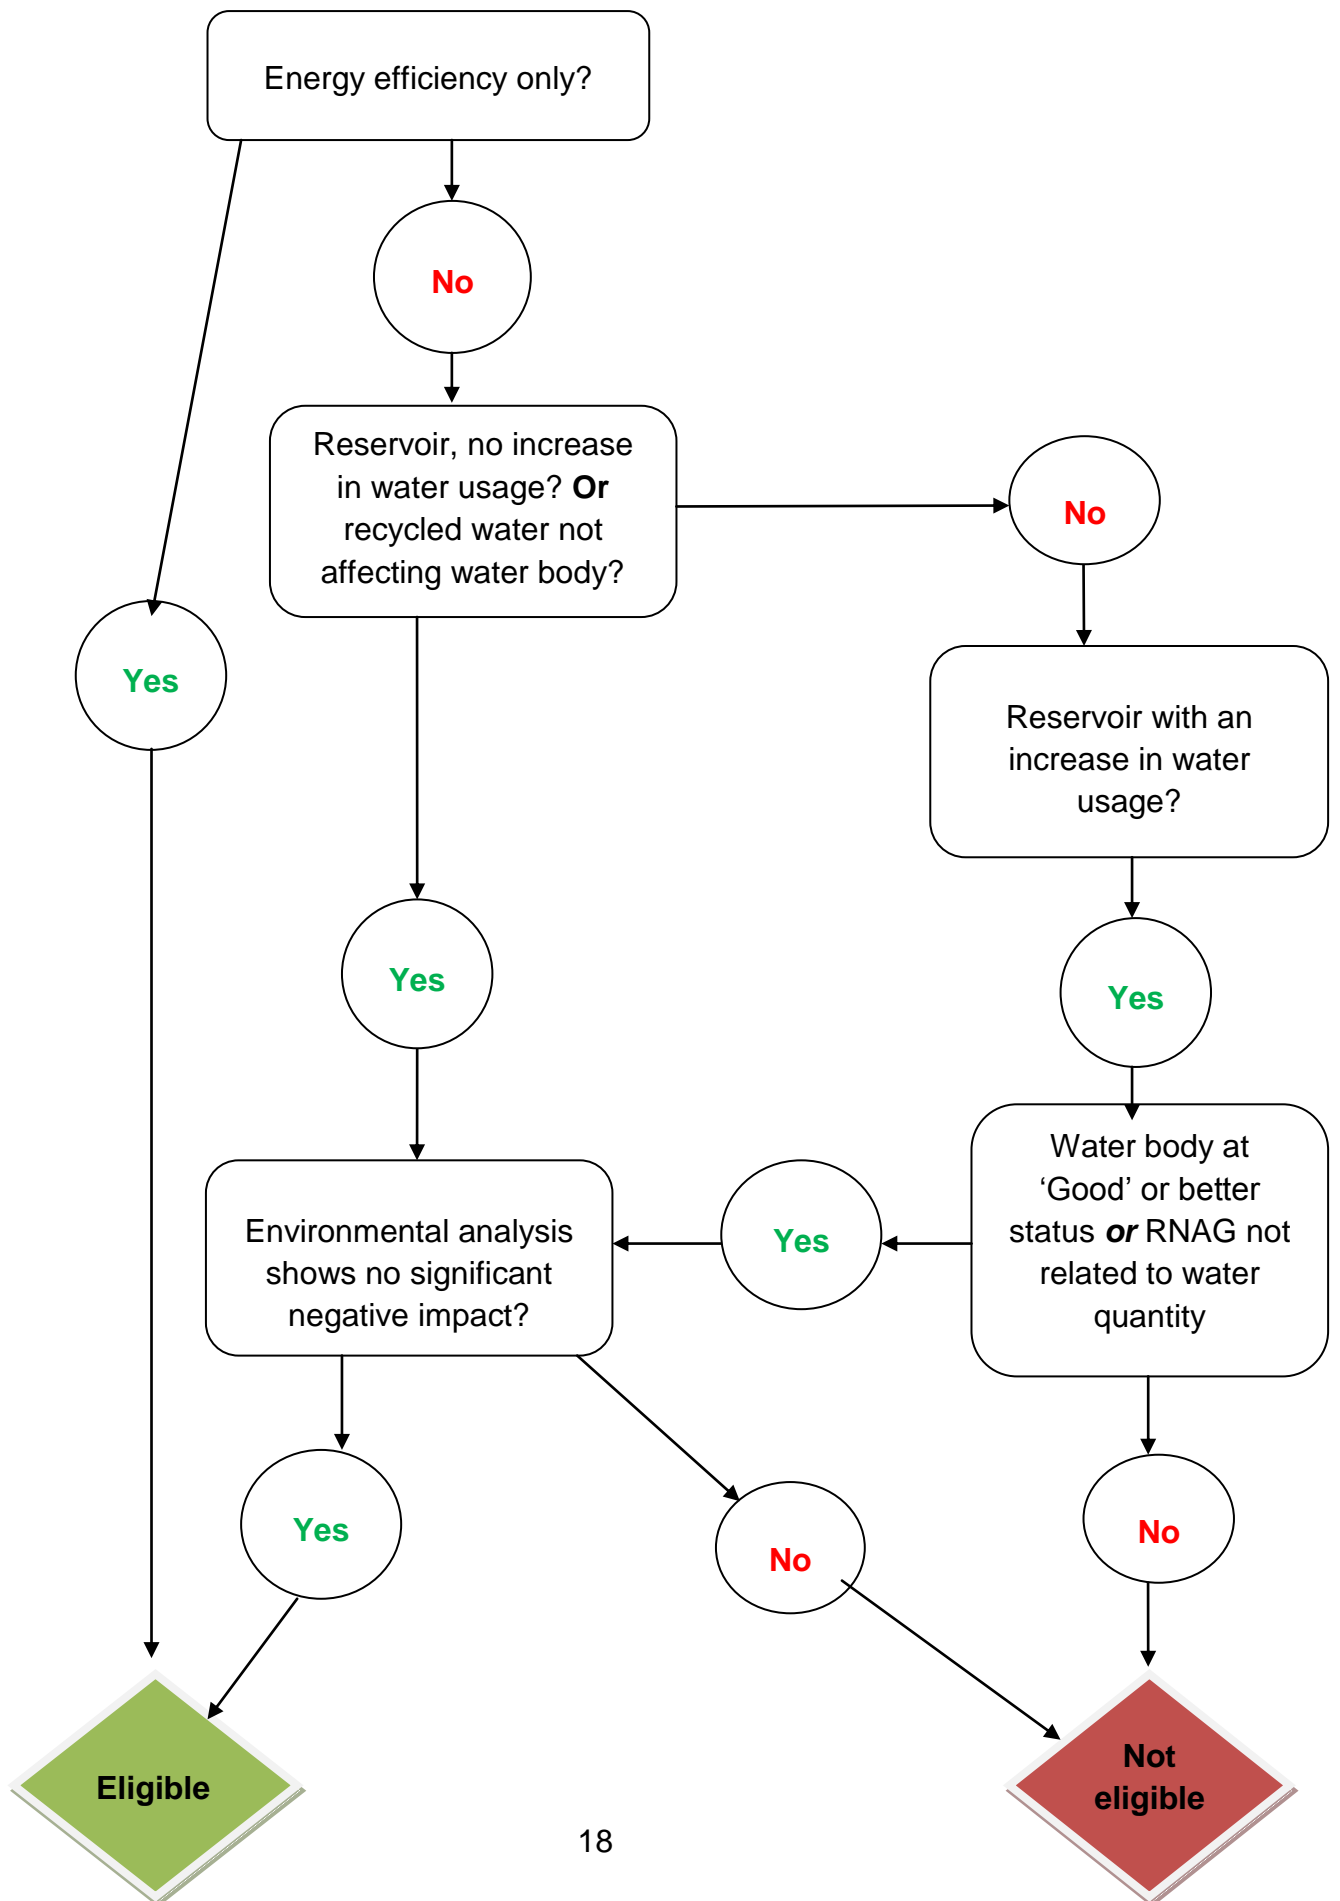 Energy efficiency only?
No
Reservoir, no increase
in water usage? Or
recycled water not
affecting water body?
No
Yes
Reservoir with an
increase in water
usage?
Yes
Yes
Water body at
‘Good’ or better
status or RNAG not
related to water
quantity
Yes
Environmental analysis
shows no significant
negative impact?
Yes
No
No
Eligible
Not
eligible
18